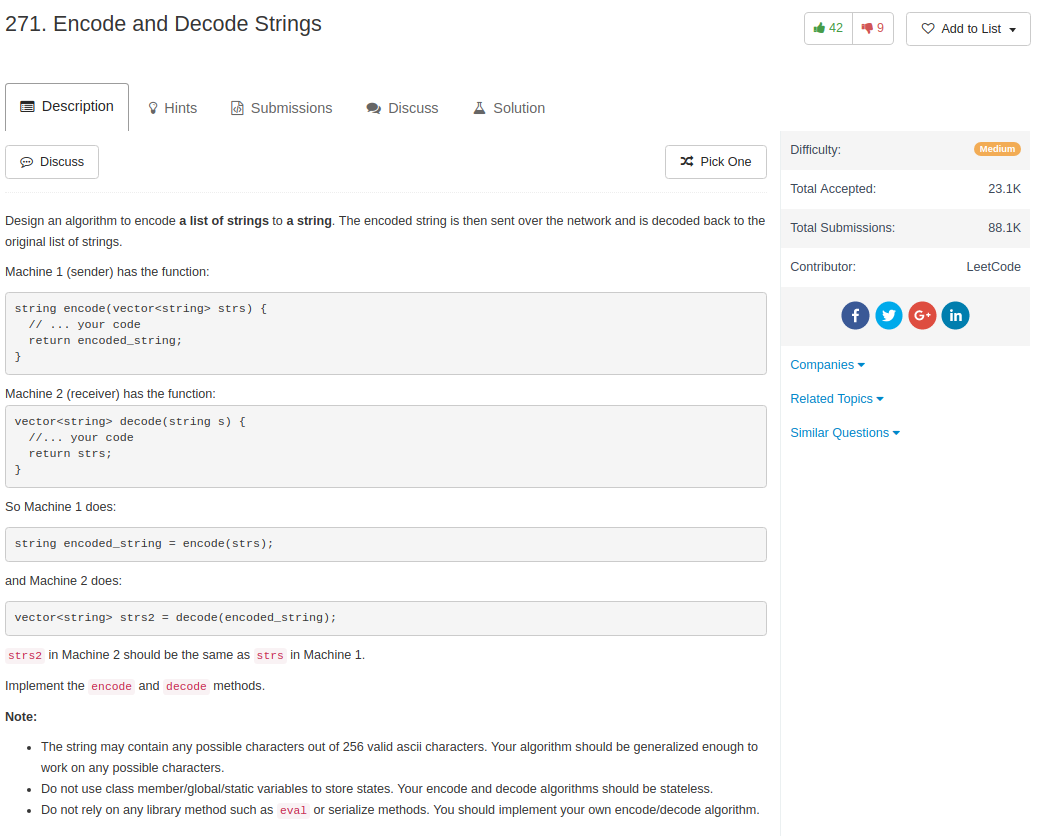 271. Encode and Decode Strings
42
9
Add to List
Description
Hints
Submissions
Discuss
Solution
Discuss
Pick One
Design an algorithm to encode a list of strings to a string. The encoded string is then sent over the network and is decoded back to the
original list of strings.
Machine 1 (sender) has the function:
string encode(vector<string> strs) {
  // ... your code
  return encoded_string;
}
Machine 2 (receiver) has the function:
vector<string> decode(string s) {
  //... your code
  return strs;
}
So Machine 1 does:
string encoded_string = encode(strs);
and Machine 2 does:
vector<string> strs2 = decode(encoded_string);
strs2 in Machine 2 should be the same as strs in Machine 1.
Implement the encode and decode methods.
Note:
• The string may contain any possible characters out of 256 valid ascii characters. Your algorithm should be generalized enough to
work on any possible characters.
• Do not use class member/global/static variables to store states. Your encode and decode algorithms should be stateless.
• Do not rely on any library method such as eval or serialize methods. You should implement your own encode/decode algorithm.
Difficulty: Medium
Total Accepted: 23.1K
Total Submissions: 88.1K
Contributor: LeetCode
f
G+
in
Companies
Related Topics
Similar Questions